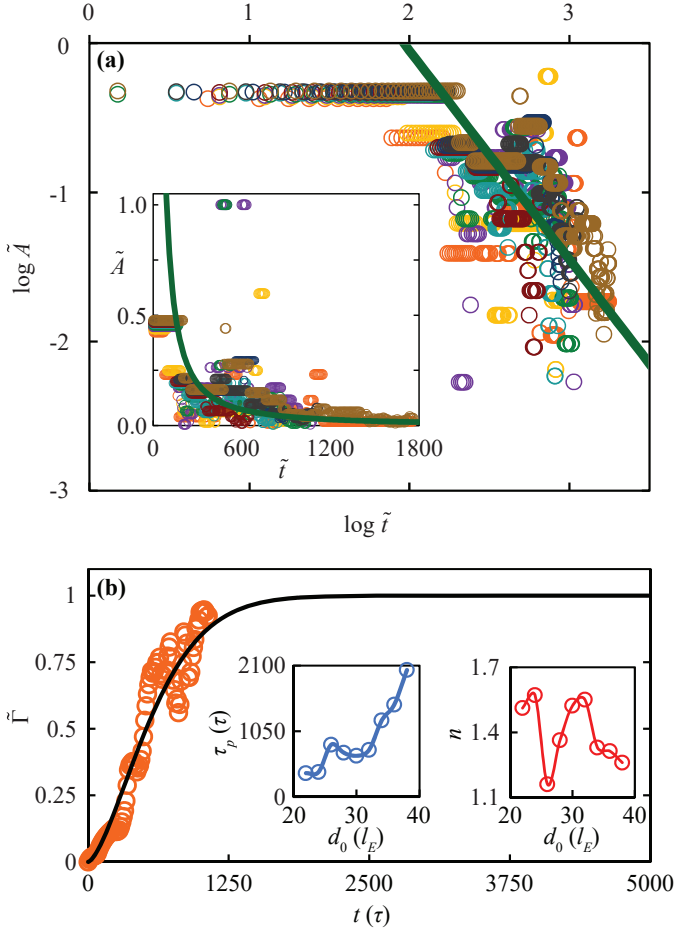 0 1 2 3
0
(a)
-1
1.0
Ã
log Ã
0.5
-2
0.0
0 600 1200 1800
t̃
-3
log t̃
(b)
1
0.75
2100
1.7
Γ̃
τₚ (τ)
1050
n
1.4
0.5
0
1.1
0.25
20 30 40
20 30 40
d₀ (l_E)
d₀ (l_E)
0
0 1250 2500 3750 5000
t (τ)